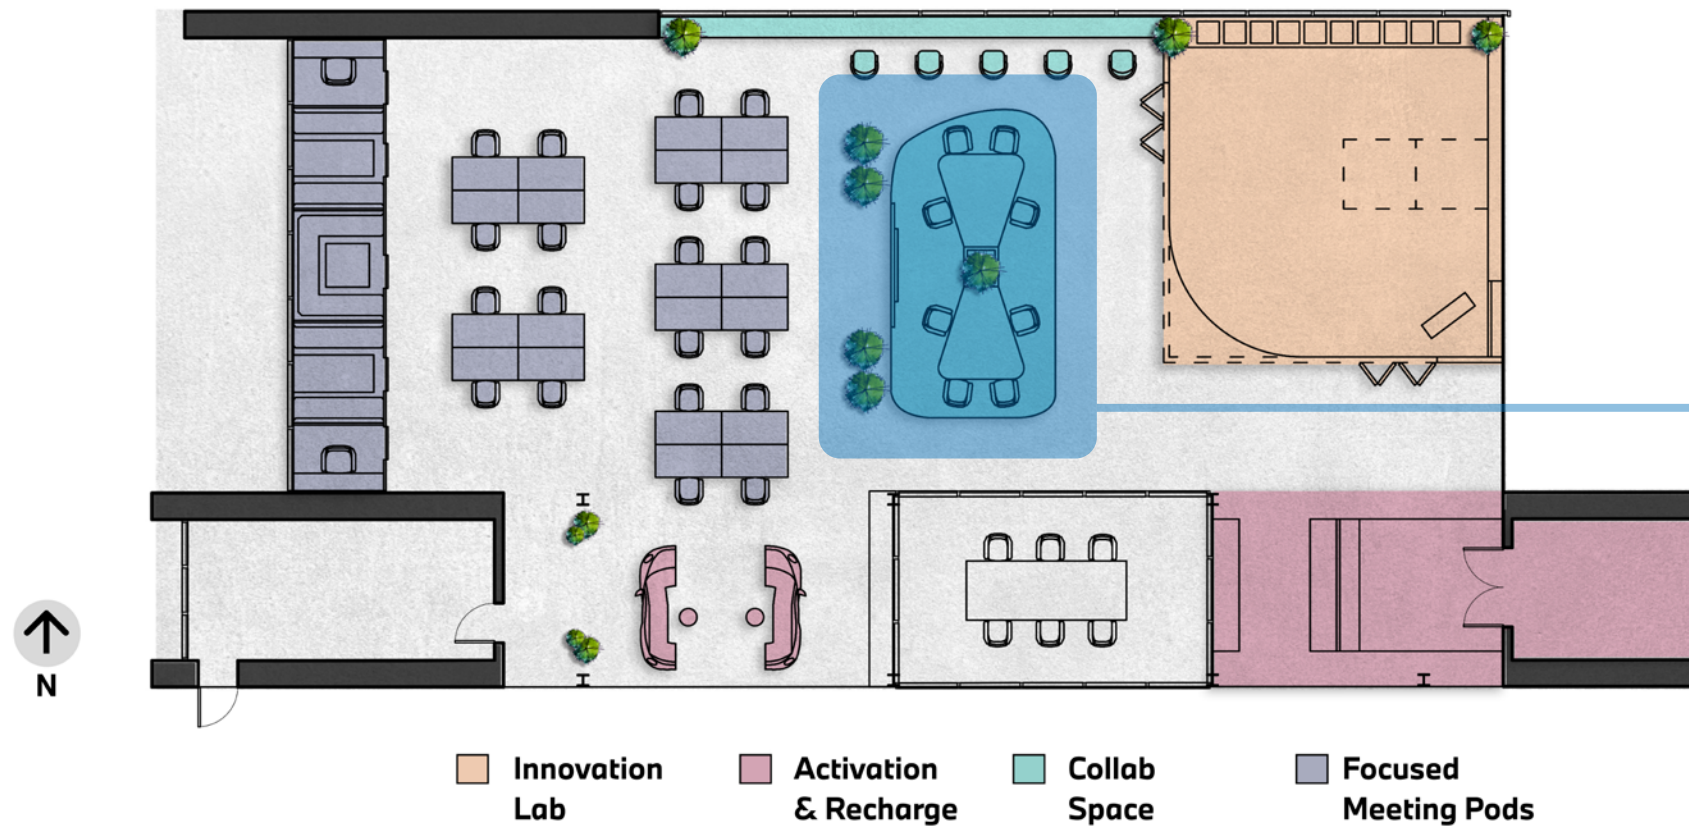 N
Innovation
Lab
Activation
& Recharge
Collab
Space
Focused
Meeting Pods